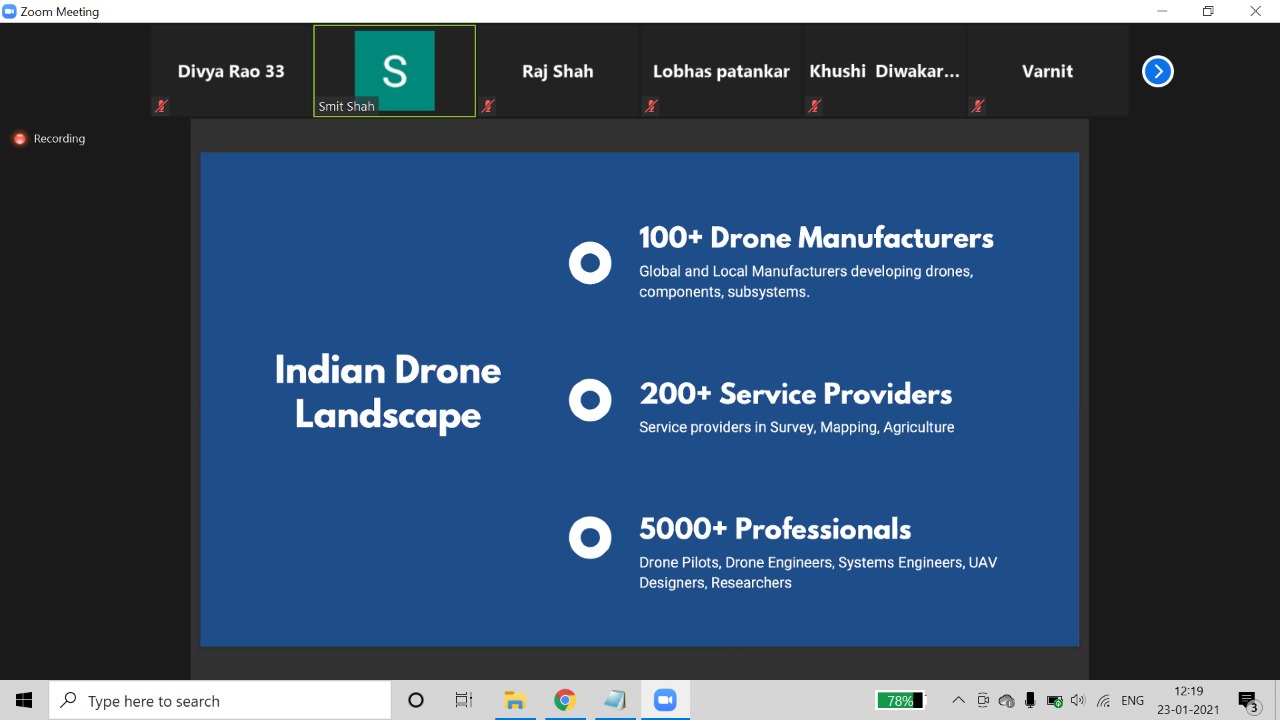 Zoom Meeting
Divya Rao 33
S
Smit Shah
Raj Shah
Lobhas patankar
Khushi Diwakar...
Varnit
Recording
Indian Drone
Landscape
100+ Drone Manufacturers
Global and Local Manufacturers developing drones,
components, subsystems.
200+ Service Providers
Service providers in Survey, Mapping, Agriculture
5000+ Professionals
Drone Pilots, Drone Engineers, Systems Engineers, UAV
Designers, Researchers
Type here to search
78%
ENG
12:19
23-01-2021
3